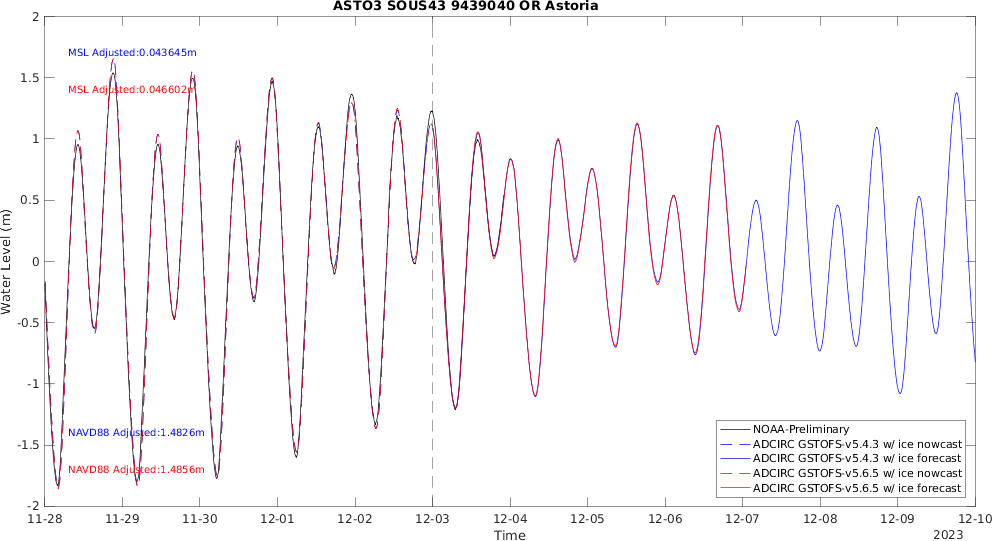 ASTO3 SOUS43 9439040 OR Astoria
2
1.5
1
0.5
0
-0.5
-1
-1.5
-2
Water Level (m)
MSL Adjusted:0.043645m
MSL Adjusted:0.046602m
NAVD88 Adjusted:1.4826m
NAVD88 Adjusted:1.4856m
NOAA-Preliminary
ADCIRC GSTOFS-v5.4.3 w/ ice nowcast
ADCIRC GSTOFS-v5.4.3 w/ ice forecast
ADCIRC GSTOFS-v5.6.5 w/ ice nowcast
ADCIRC GSTOFS-v5.6.5 w/ ice forecast
11-28 11-29 11-30 12-01 12-02 12-03 12-04 12-05 12-06 12-07 12-08 12-09 12-10
Time
2023